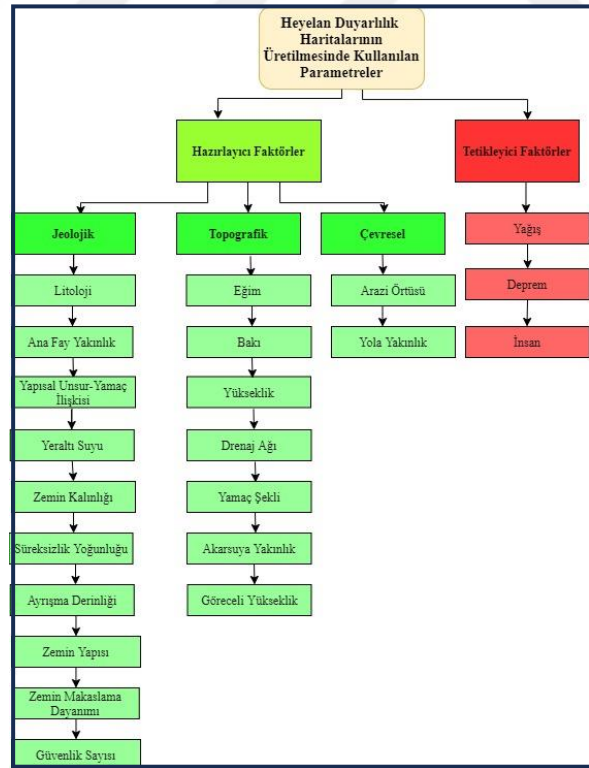 Heyelan Duyarlılık
Haritalarının
Üretilmesinde Kullanılan
Parametreler
Hazırlayıcı Faktörler
Tetikleyici Faktörler
Jeolojik
Litoloji
Ana Fay Yakınlık
Yapısal Unsur-Yamaç
İlişkisi
Yeraltı Suyu
Zemin Kalınlığı
Süreksizlik Yoğunluğu
Ayrışma Derinliği
Zemin Yapısı
Zemin Makaslama
Dayanımı
Güvenlik Sayısı
Topografik
Eğim
Bakı
Yükseklik
Drenaj Ağı
Yamaç Şekli
Akarsuya Yakınlık
Göreceli Yükseklik
Çevresel
Arazi Örtüsü
Yola Yakınlık
Yağış
Deprem
İnsan